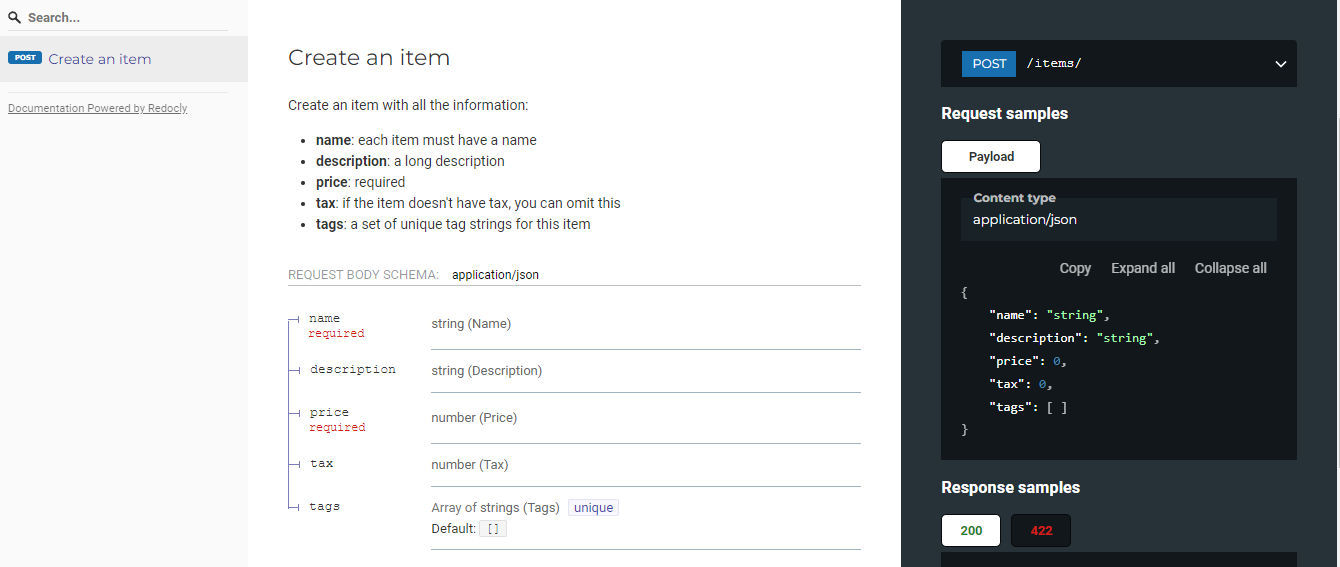 Search...
POST Create an item
Documentation Powered by Redocly
Create an item
Create an item with all the information:
name: each item must have a name
description: a long description
price: required
tax: if the item doesn't have tax, you can omit this
tags: a set of unique tag strings for this item
REQUEST BODY SCHEMA: application/json
name
required
string (Name)
description
string (Description)
price
required
number (Price)
tax
number (Tax)
tags
Array of strings (Tags) unique
Default: []
POST /items/
Request samples
Payload
Content type
application/json
Copy Expand all Collapse all
{
"name": "string",
"description": "string",
"price": 0,
"tax": 0,
"tags": [ ]
}
Response samples
200 422